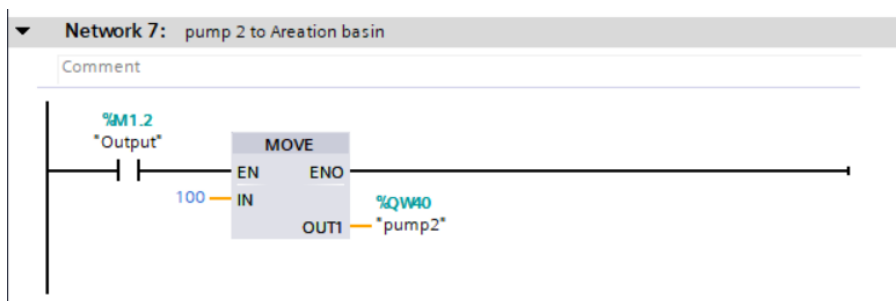 Network 7: pump 2 to Areation basin
Comment
%M1.2
"Output"
MOVE
EN ENO
100 IN
%QW40
OUT1 "pump2"